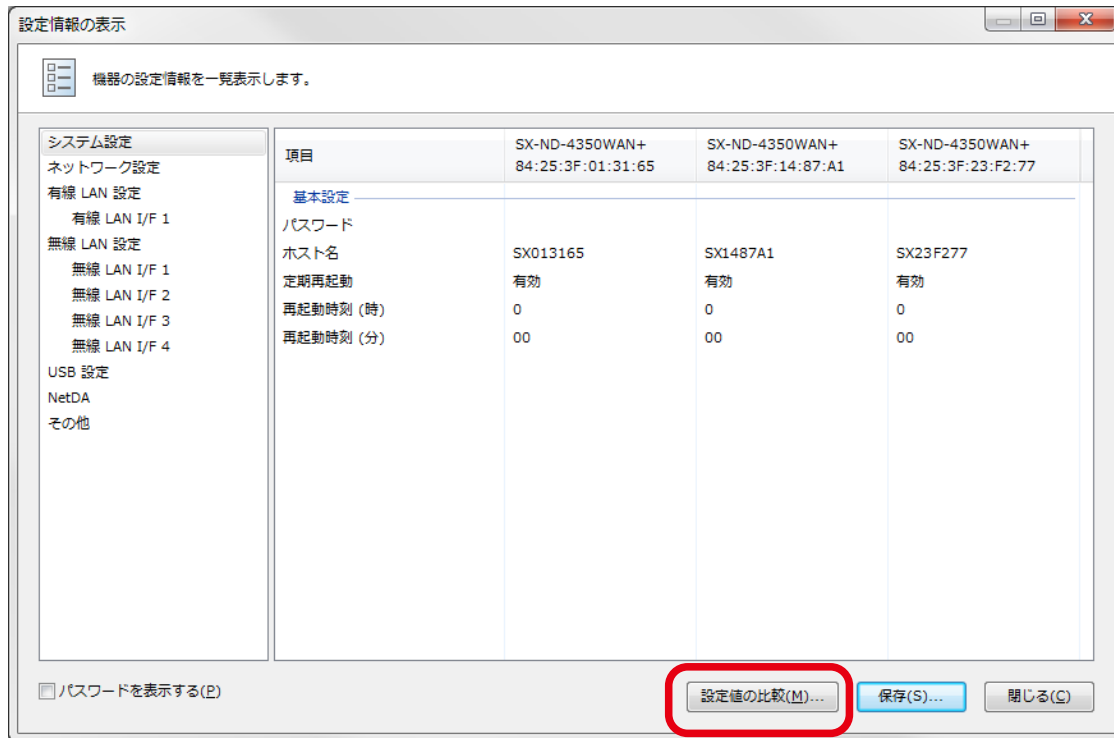 設定情報の表示
機器の設定情報を一覧表示します。
システム設定
ネットワーク設定
有線 LAN 設定
有線 LAN I/F 1
無線 LAN 設定
無線 LAN I/F 1
無線 LAN I/F 2
無線 LAN I/F 3
無線 LAN I/F 4
USB 設定
NetDA
その他
項目 SX-ND-4350WAN+ SX-ND-4350WAN+ SX-ND-4350WAN+
84:25:3F:01:31:65 84:25:3F:14:87:A1 84:25:3F:23:F2:77
基本設定
パスワード
ホスト名 SX013165 SX1487A1 SX23F277
定期再起動 有効 有効 有効
再起動時刻 (時) 0 0 0
再起動時刻 (分) 00 00 00
パスワードを表示する(P) 設定値の比較(M)... 保存(S)... 閉じる(C)